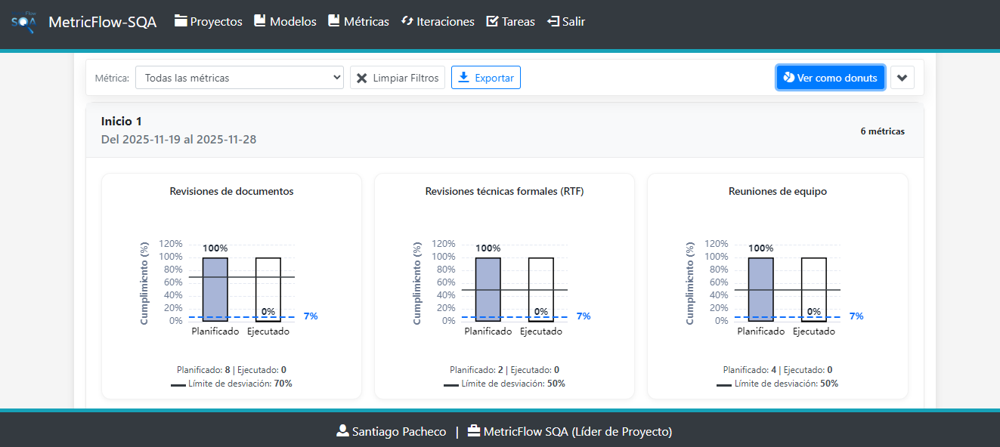 Flow
SQA
MetricFlow-SQA
Proyectos
Modelos
Métricas
Iteraciones
Tareas
Salir
Métrica:
Todas las métricas
Limpiar Filtros
Exportar
Ver como donuts
Inicio 1
Del 2025-11-19 al 2025-11-28
6 métricas
Revisiones de documentos
Cumplimiento (%)
120%
100%
80%
60%
40%
20%
0%
100%
0%
7%
Planificado Ejecutado
Planificado: 8 | Ejecutado: 0
Límite de desviación: 70%
Revisiones técnicas formales (RTF)
Cumplimiento (%)
120%
100%
80%
60%
40%
20%
0%
100%
0%
7%
Planificado Ejecutado
Planificado: 2 | Ejecutado: 0
Límite de desviación: 50%
Reuniones de equipo
Cumplimiento (%)
120%
100%
80%
60%
40%
20%
0%
100%
0%
7%
Planificado Ejecutado
Planificado: 4 | Ejecutado: 0
Límite de desviación: 50%
Santiago Pacheco | MetricFlow SQA (Líder de Proyecto)